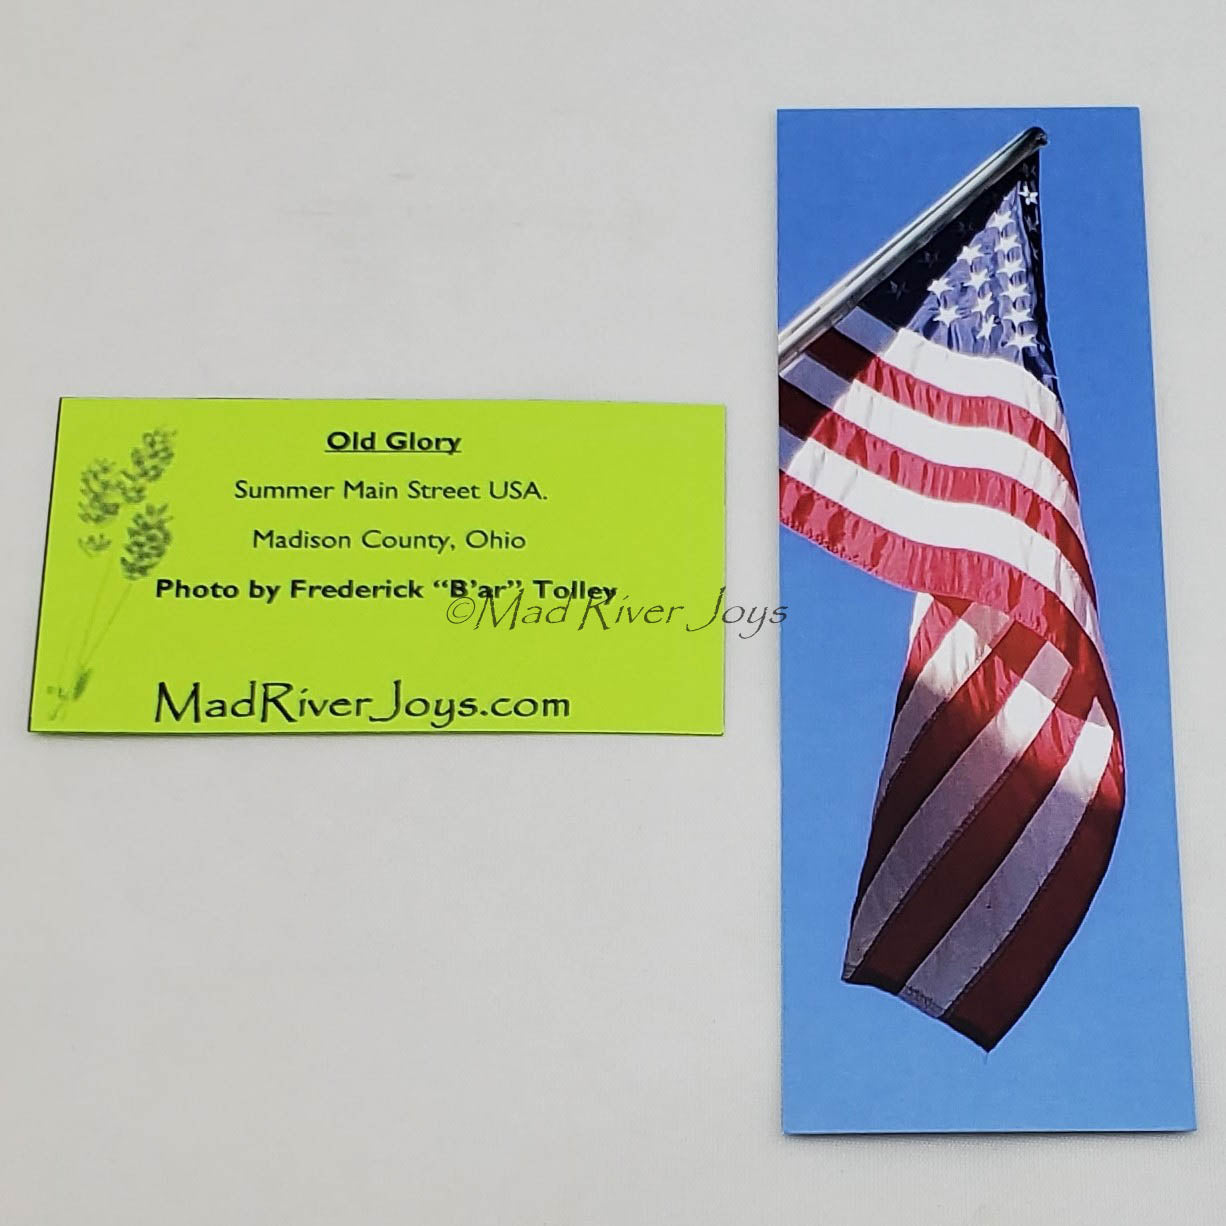 Old Glory
Summer Main Street USA.
Madison County, Ohio
Photo by Frederick “B’ar” Tolley
©Mad River Joys
MadRiverJoys.com